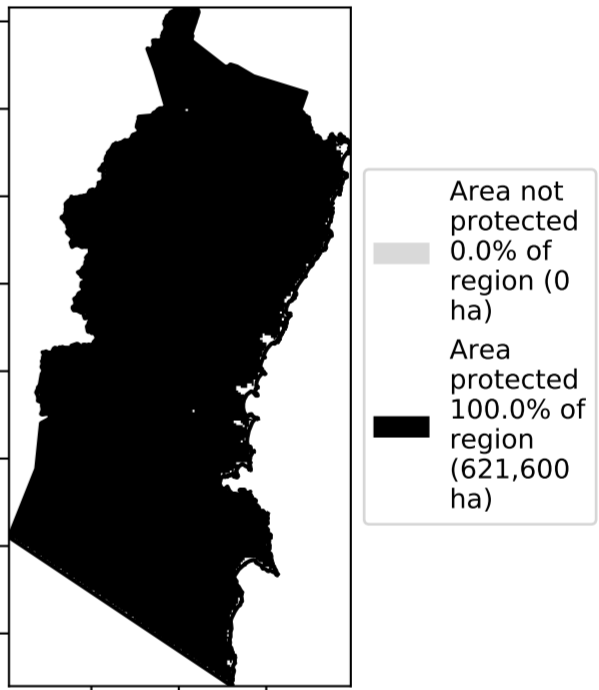 Area not
protected
0.0% of
region (0
ha)
Area
protected
100.0% of
region
(621,600
ha)